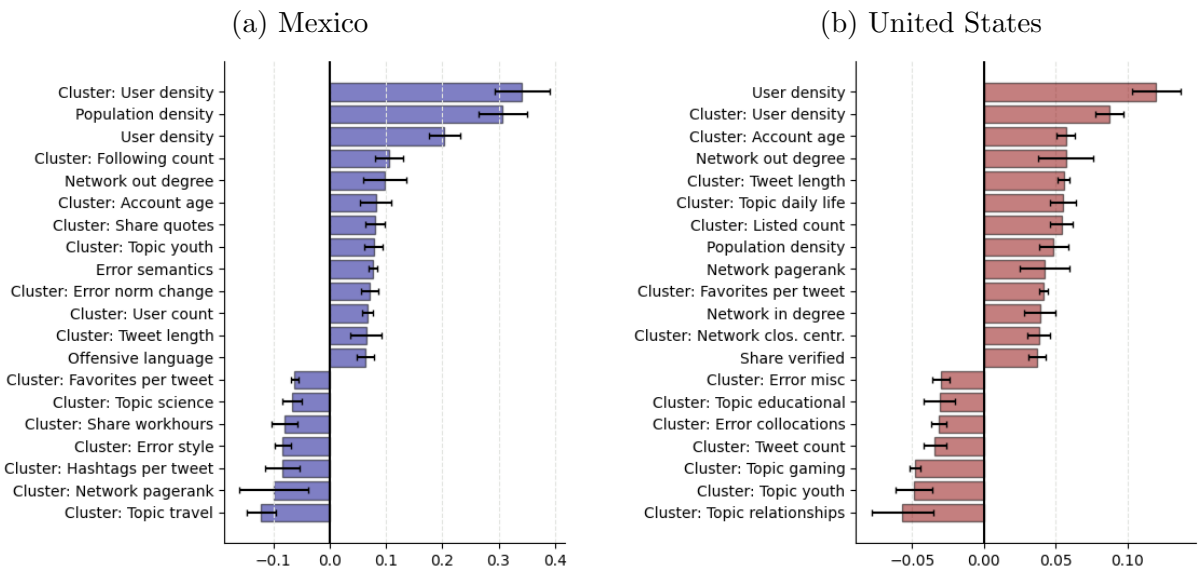 (a) Mexico
Cluster: User density
Population density
User density
Cluster: Following count
Network out degree
Cluster: Account age
Cluster: Share quotes
Cluster: Topic youth
Error semantics
Cluster: Error norm change
Cluster: User count
Cluster: Tweet length
Offensive language
Cluster: Favorites per tweet
Cluster: Topic science
Cluster: Share workhours
Cluster: Error style
Cluster: Hashtags per tweet
Cluster: Network pagerank
Cluster: Topic travel
−0.1 0.0 0.1 0.2 0.3 0.4
(b) United States
User density
Cluster: User density
Cluster: Account age
Network out degree
Cluster: Tweet length
Cluster: Topic daily life
Cluster: Listed count
Population density
Network pagerank
Cluster: Favorites per tweet
Network in degree
Cluster: Network clos. centr.
Share verified
Cluster: Error misc
Cluster: Topic educational
Cluster: Error collocations
Cluster: Tweet count
Cluster: Topic gaming
Cluster: Topic youth
Cluster: Topic relationships
−0.05 0.00 0.05 0.10